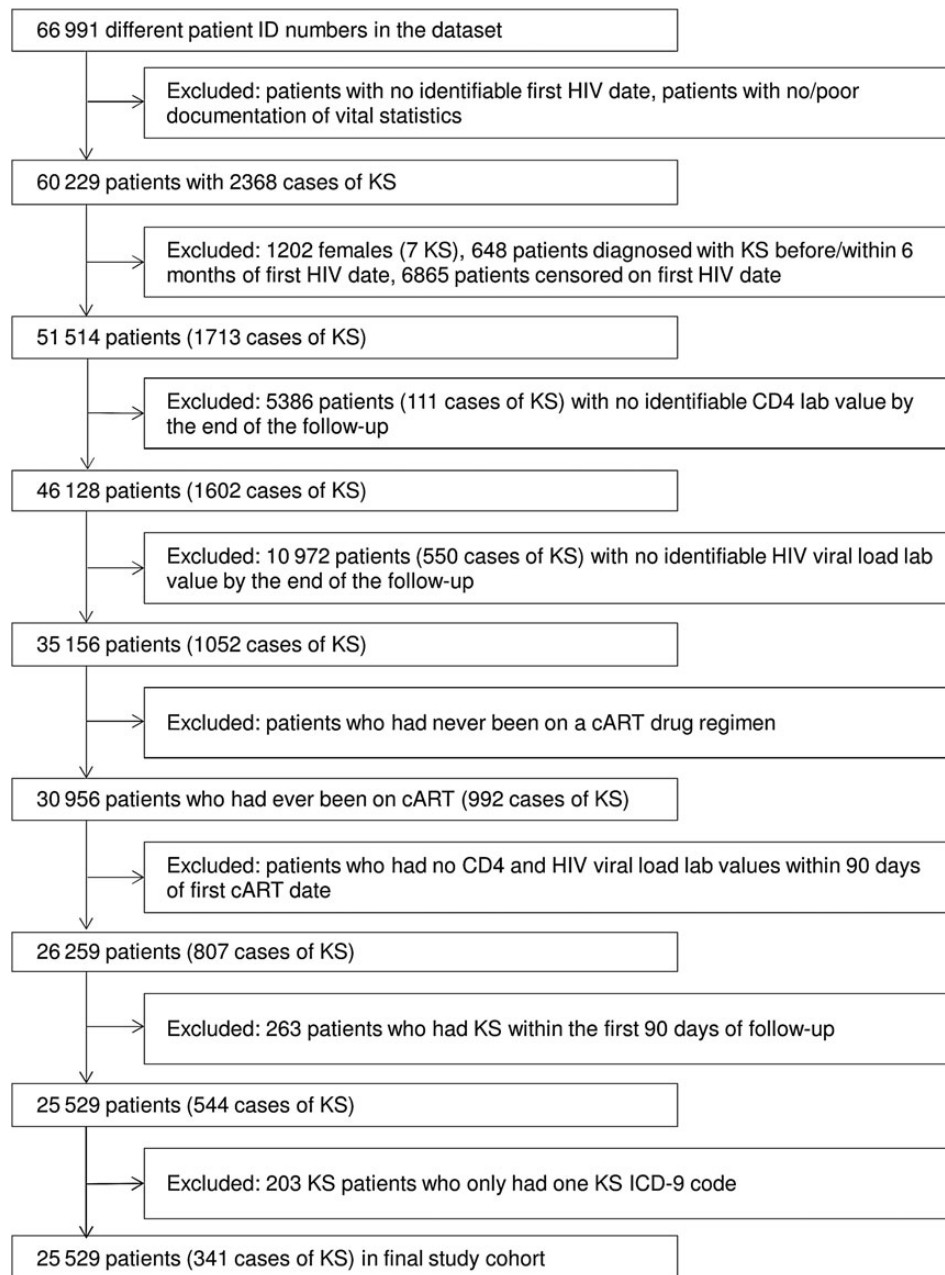 66 991 different patient ID numbers in the dataset
Excluded: patients with no identifiable first HIV date, patients with no/poor
documentation of vital statistics
60 229 patients with 2368 cases of KS
Excluded: 1202 females (7 KS), 648 patients diagnosed with KS before/within 6
months of first HIV date, 6865 patients censored on first HIV date
51 514 patients (1713 cases of KS)
Excluded: 5386 patients (111 cases of KS) with no identifiable CD4 lab value by
the end of the follow-up
46 128 patients (1602 cases of KS)
Excluded: 10 972 patients (550 cases of KS) with no identifiable HIV viral load lab
value by the end of the follow-up
35 156 patients (1052 cases of KS)
Excluded: patients who had never been on a cART drug regimen
30 956 patients who had ever been on cART (992 cases of KS)
Excluded: patients who had no CD4 and HIV viral load lab values within 90 days
of first cART date
26 259 patients (807 cases of KS)
Excluded: 263 patients who had KS within the first 90 days of follow-up
25 529 patients (544 cases of KS)
Excluded: 203 KS patients who only had one KS ICD-9 code
25 529 patients (341 cases of KS) in final study cohort